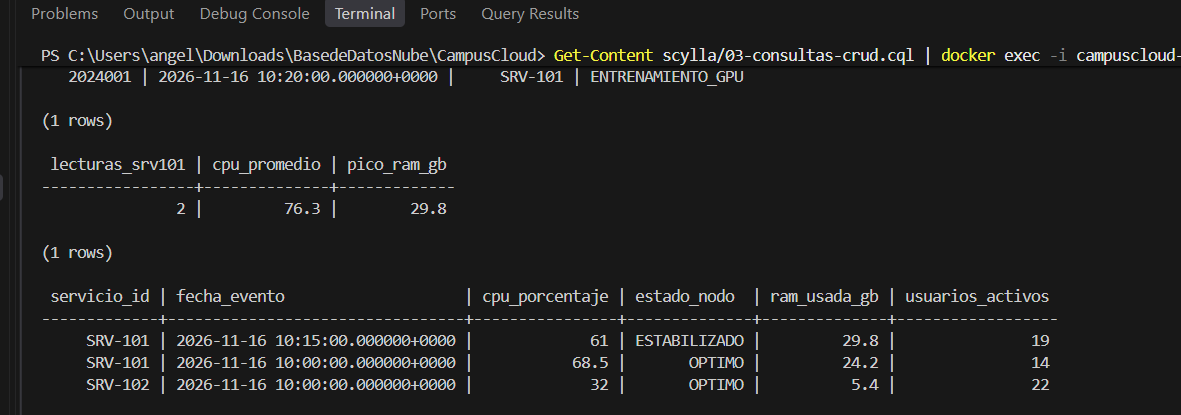 Problems Output Debug Console Terminal Ports Query Results
PS C:\Users\angel\Downloads\BasedeDatosNube\CampusCloud> Get-Content scylla/03-consultas-crud.cql | docker exec -i campuscloud-
2024001 | 2026-11-16 10:20:00.000000+0000 | SRV-101 | ENTRENAMIENTO_GPU
(1 rows)
lecturas_srv101 | cpu_promedio | pico_ram_gb
-----------------+--------------+-------------
2 | 76.3 | 29.8
(1 rows)
servicio_id | fecha_evento | cpu_porcentaje | estado_nodo | ram_usada_gb | usuarios_activos
-------------+---------------------------------+----------------+--------------+--------------+------------------
SRV-101 | 2026-11-16 10:15:00.000000+0000 | 61 | ESTABILIZADO | 29.8 | 19
SRV-101 | 2026-11-16 10:00:00.000000+0000 | 68.5 | OPTIMO | 24.2 | 14
SRV-102 | 2026-11-16 10:00:00.000000+0000 | 32 | OPTIMO | 5.4 | 22